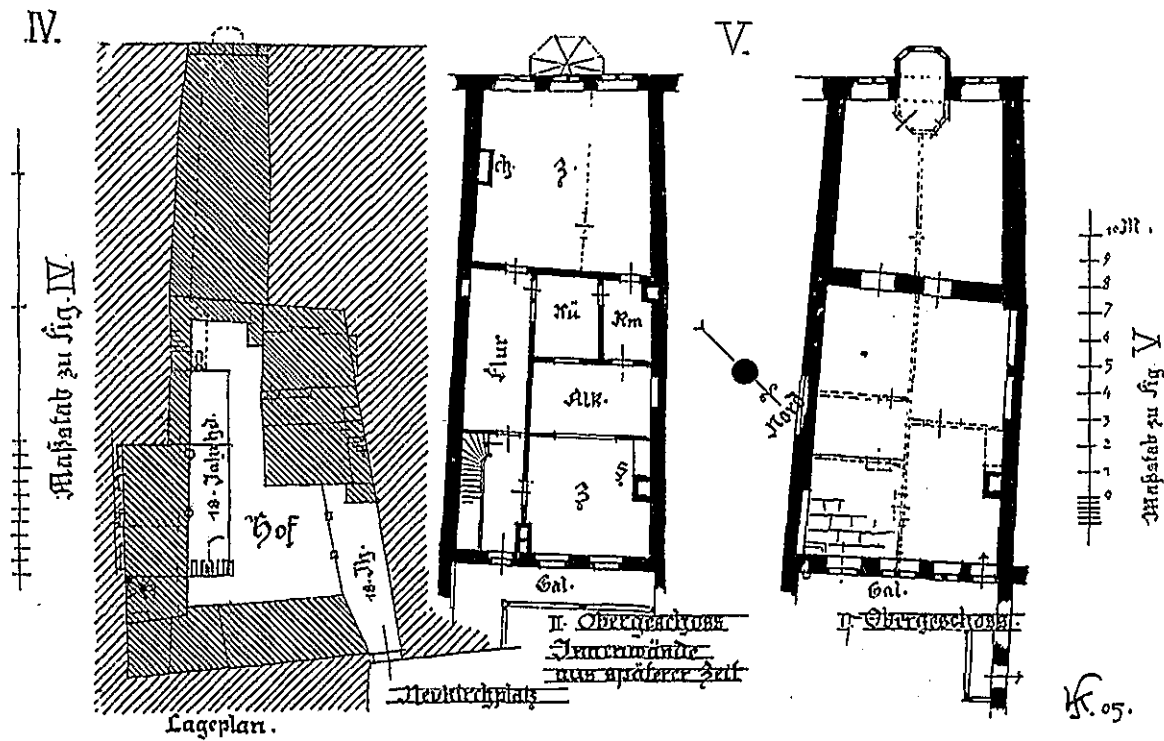 IV.
V.
Maßstab zu Fig. IV.
18. Jahrhd.
Hof
18. Jh.
Lageplan.
Neukirchplatz
Z.
Flur
Kü
Km
Alk.
Z
Gal.
II. Obergeschoss
Innenwände
aus späterer Zeit
Nord
Gal.
II. Obergeschoss.
10 M.
9
8
7
6
5
4
3
2
1
0
Maßstab zu Fig. V
05.